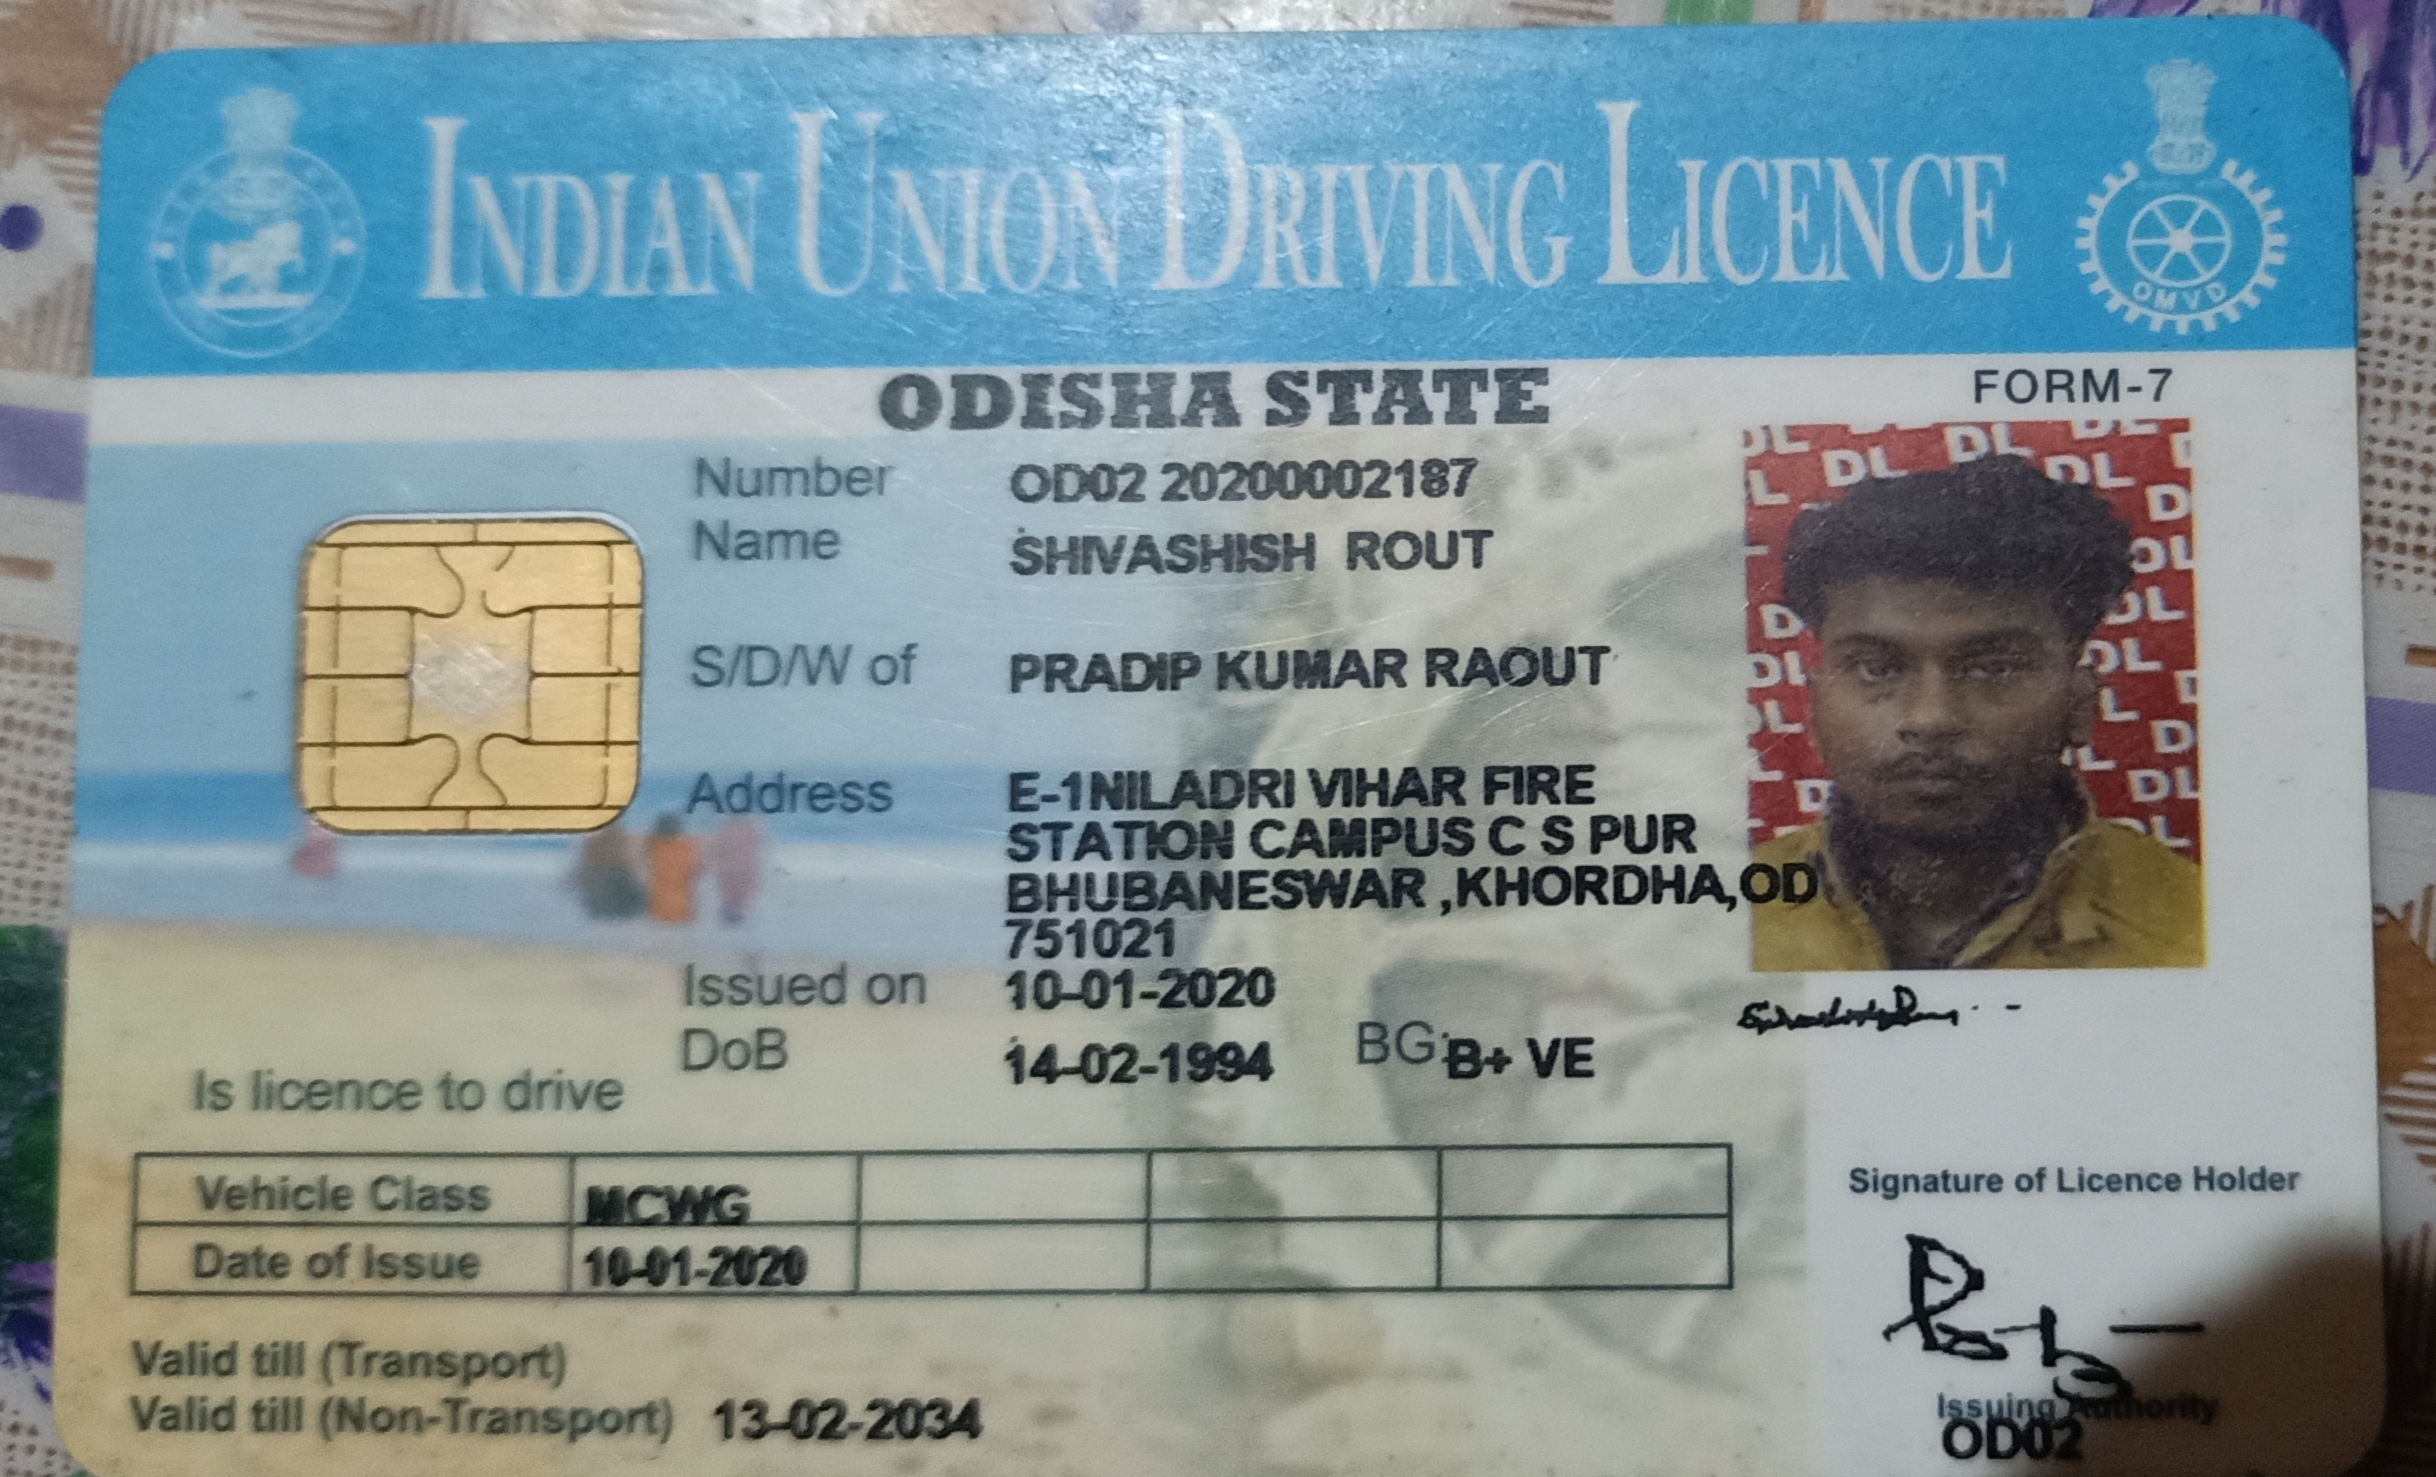 INDIAN UNION DRIVING LICENCE
OMVD
ODISHA STATE
FORM-7
Number OD02 20200002187
Name SHIVASHISH ROUT
S/D/W of PRADIP KUMAR RAOUT
Address E-1NILADRI VIHAR FIRE
STATION CAMPUS C S PUR
BHUBANESWAR ,KHORDHA,OD
751021
Issued on 10-01-2020
DoB 14-02-1994 BG: B+ VE
Is licence to drive
Vehicle Class MCWG
Date of Issue 10-01-2020
Signature of Licence Holder
Valid till (Transport)
Valid till (Non-Transport) 13-02-2034
Issuing Authority
OD02